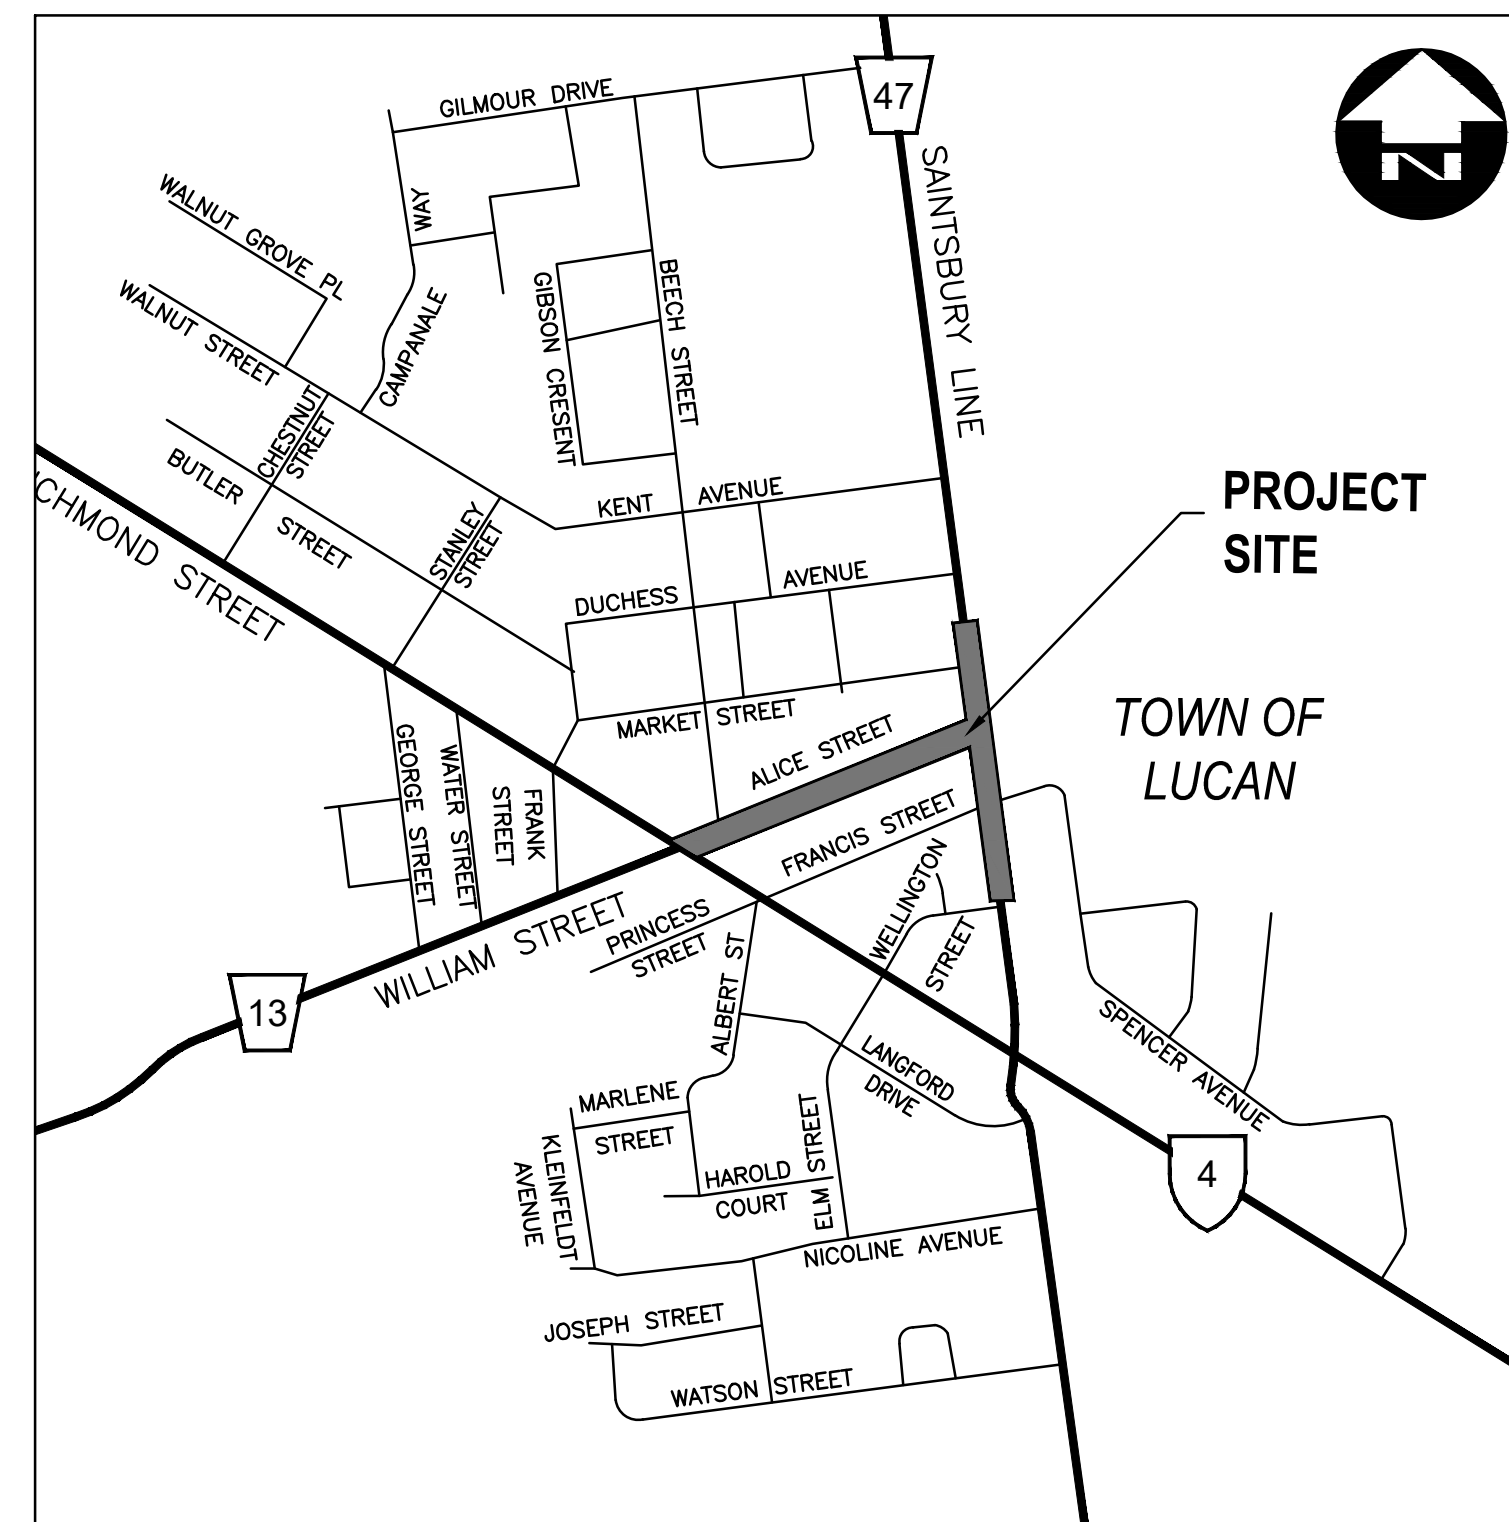 GILMOUR DRIVE
47
N
SAINTSBURY LINE
WALNUT GROVE PL
WAY
CAMPANALE
WALNUT STREET
GIBSON CRESENT
BEECH STREET
CHESTNUT
STREET
BUTLER STREET
STANLEY
STREET
KENT AVENUE
PROJECT
SITE
ICHMOND STREET
DUCHESS AVENUE
TOWN OF
LUCAN
MARKET STREET
ALICE STREET
GEORGE STREET
WATER STREET
FRANK
STREET
FRANCIS STREET
WILLIAM STREET
PRINCESS
STREET
WELLINGTON
STREET
ALBERT ST
13
SPENCER AVENUE
LANGFORD
DRIVE
MARLENE
STREET
KLEINFELDT
AVENUE
HAROLD
COURT
ELM STREET
4
NICOLINE AVENUE
JOSEPH STREET
WATSON STREET